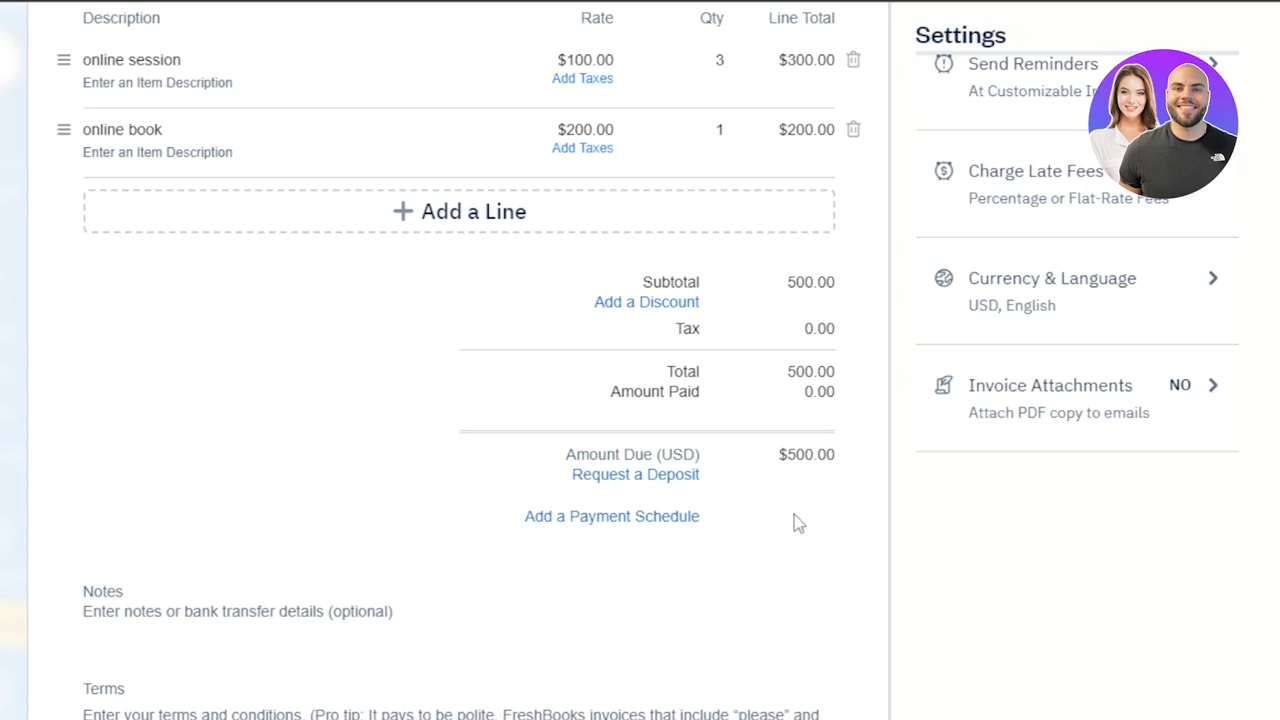 Description Rate Qty Line Total
online session $100.00 3 $300.00
Enter an Item Description Add Taxes
online book $200.00 1 $200.00
Enter an Item Description Add Taxes
+ Add a Line
Subtotal 500.00
Add a Discount
Tax 0.00
Total 500.00
Amount Paid 0.00
Amount Due (USD) $500.00
Request a Deposit
Add a Payment Schedule
Notes
Enter notes or bank transfer details (optional)
Terms
Enter your terms and conditions. (Pro tip: It pays to be polite. FreshBooks invoices that include “please” and
Settings
Send Reminders
At Customizable
Charge Late Fees
Percentage or Flat-Rate Fees
Currency & Language
USD, English
Invoice Attachments NO
Attach PDF copy to emails